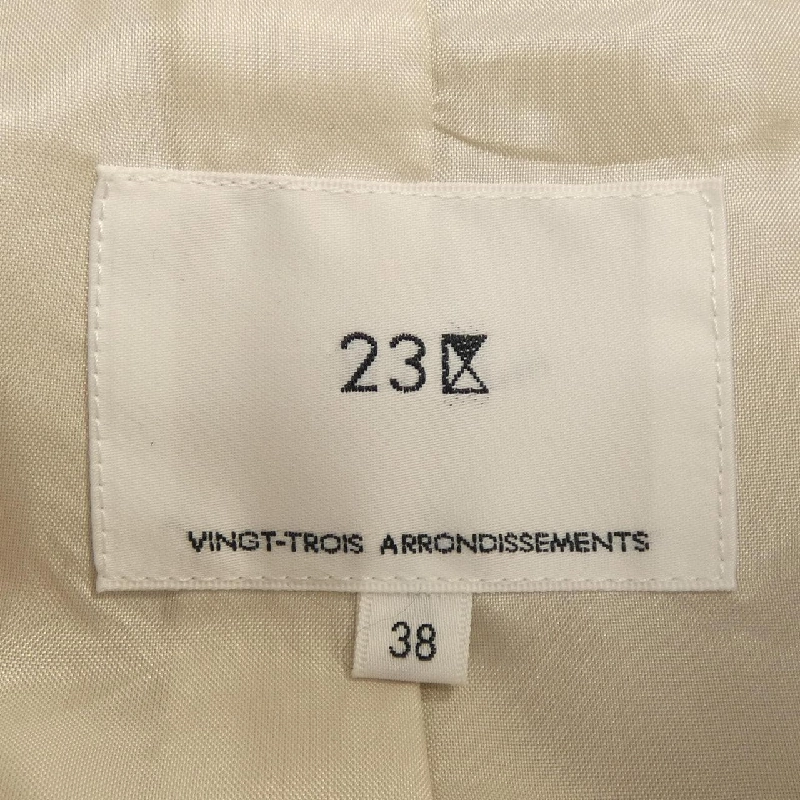 23区
VINGT-TROIS ARRONDISSEMENTS
38